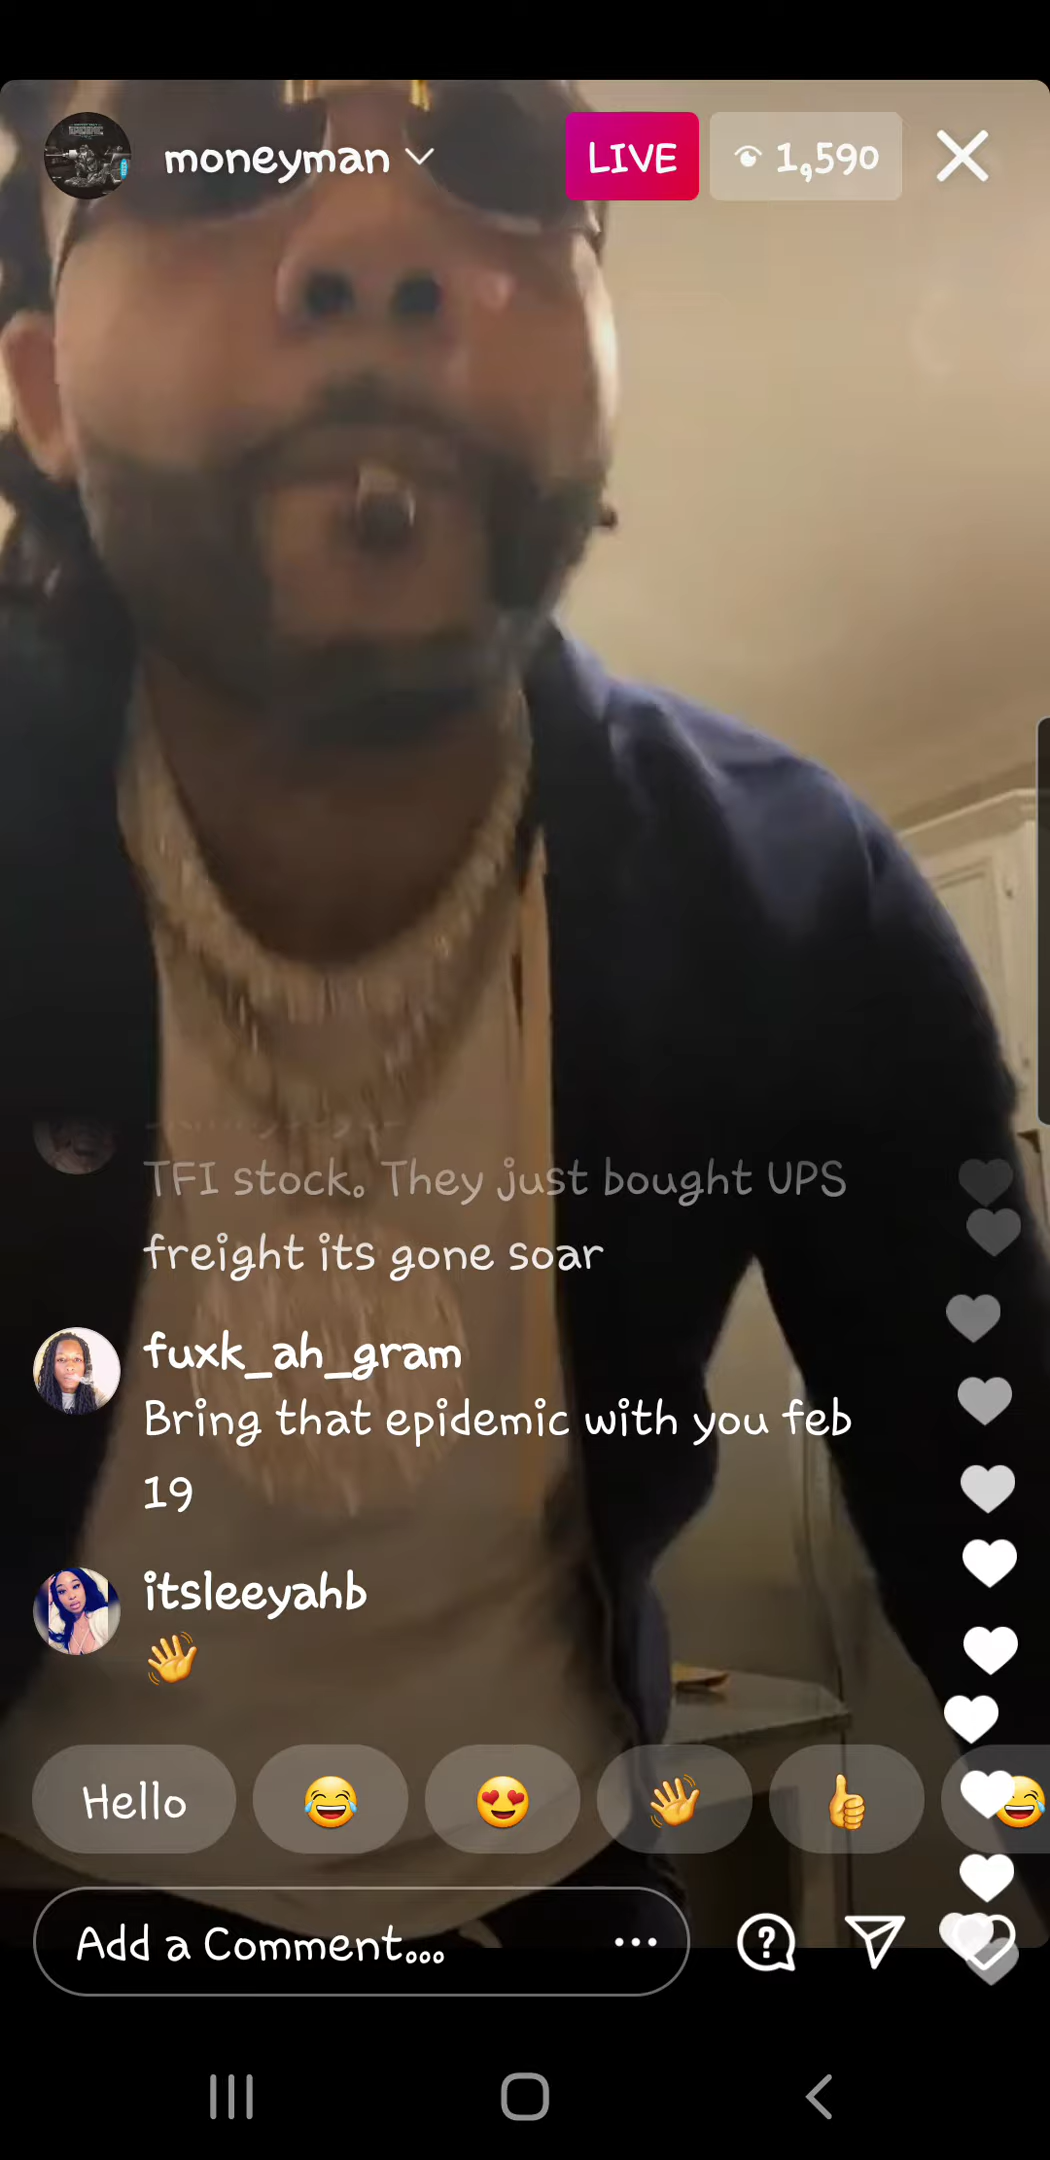 moneyman
LIVE
1,590
TFI stock. They just bought UPS
freight its gone soar
fuxk_ah_gram
Bring that epidemic with you feb
19
itsleeyahb
Hello
Add a Comment...